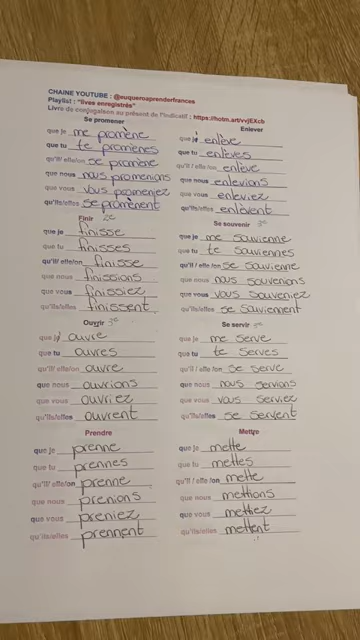 CHAINE YOUTUBE : @euqueroaprenderfrances
Playlist : "lives enregistrés"
Livre de conjugaison au présent de l'indicatif : https://hotm.art/vvjEXcb
Se promener
que je me promène
que tu te promènes
qu'il/ elle/on se promène
que nous nous promenions
que vous vous promeniez
qu'ils/elles se promènent
Finir 2e
que je finisse
que tu finisses
qu'il/ elle/on finisse
que nous finissions
que vous finissiez
qu'ils/elles finissent
Ouvrir 3e
que j' ouvre
que tu ouvres
qu'il/ elle/on ouvre
que nous ouvrions
que vous ouvriez
qu'ils/elles ouvrent
Prendre
que je prenne
que tu prennes
qu'il/ elle/on prenne
que nous prenions
que vous preniez
qu'ils/elles prennent
Enlever
que j' enlève
que tu enlèves
qu'il / elle /on enlève
que nous enlevions
que vous enleviez
qu'ils/elles enlèvent
Se souvenir 3e
que je me souvienne
que tu te souviennes
qu'il / elle /on se souvienne
que nous nous souvenions
que vous vous souveniez
qu'ils/elles se souviennent
Se servir 3e
que je me serve
que tu te serves
qu'il / elle /on se serve
que nous nous servions
que vous vous serviez
qu'ils/elles se servent
Mettre
que je mette
que tu mettes
qu'il / elle /on mette
que nous mettions
que vous mettiez
qu'ils/elles mettent